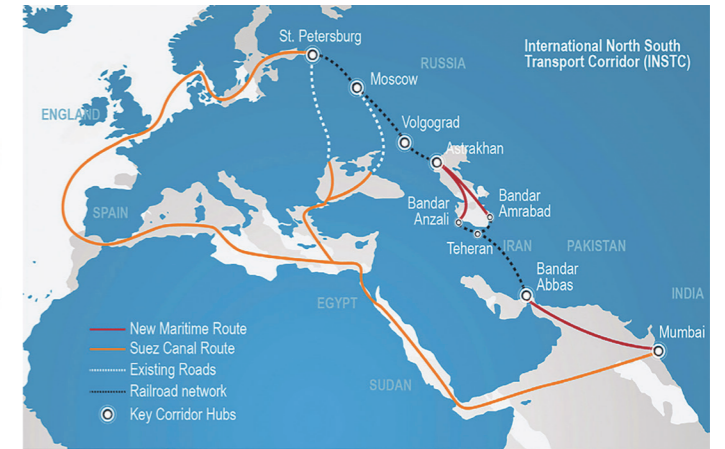 St. Petersburg
International North South
Transport Corridor (INSTC)
RUSSIA
Moscow
ENGLAND
Volgograd
Astrakhan
SPAIN
Bandar
Anzali
Bandar
Amrabad
Teheran
IRAN
PAKISTAN
Bandar
Abbas
INDIA
EGYPT
Mumbai
SUDAN
New Maritime Route
Suez Canal Route
Existing Roads
Railroad network
Key Corridor Hubs